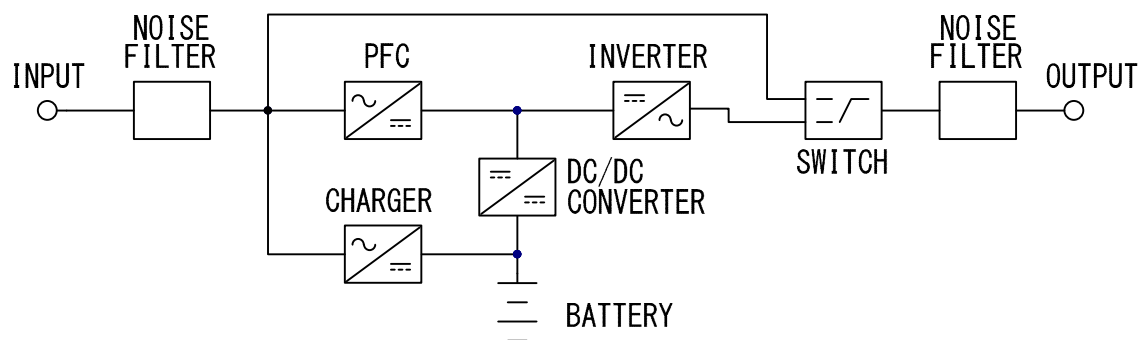 NOISE
FILTER
NOISE
FILTER
INPUT
PFC
INVERTER
OUTPUT
SWITCH
DC/DC
CONVERTER
CHARGER
BATTERY